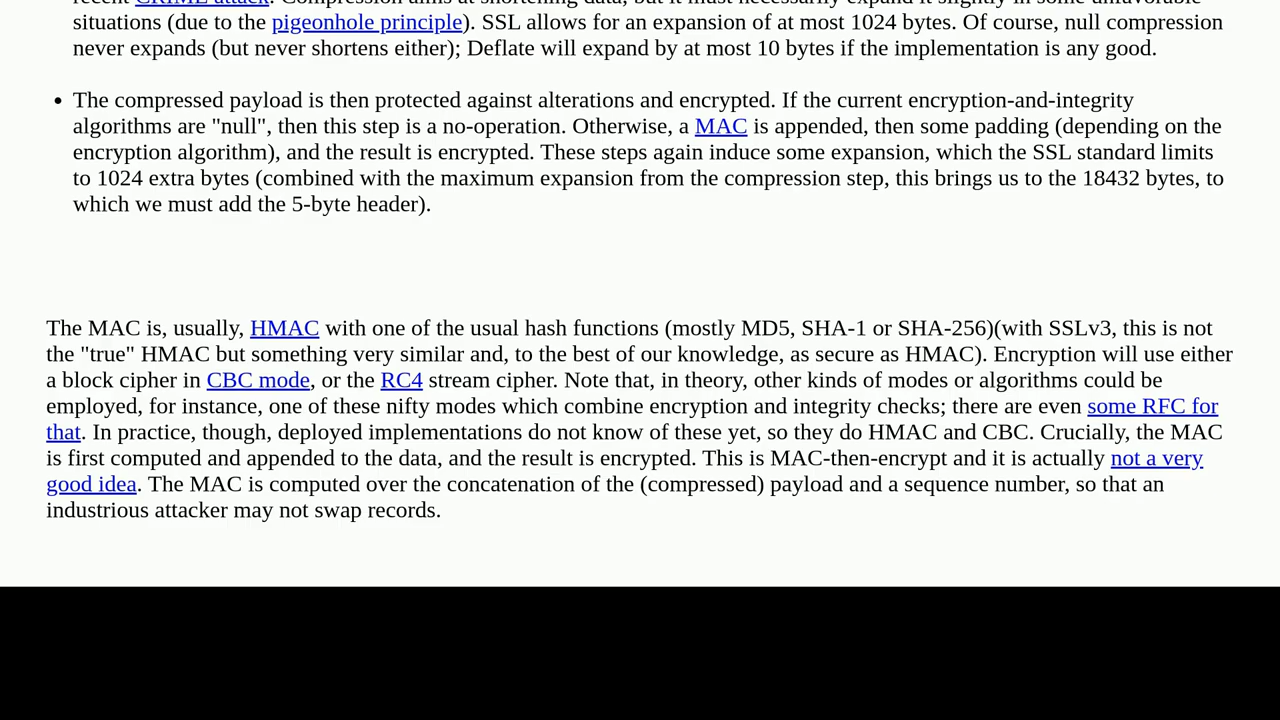 situations (due to the pigeonhole principle). SSL allows for an expansion of at most 1024 bytes. Of course, null compression
never expands (but never shortens either); Deflate will expand by at most 10 bytes if the implementation is any good.
• The compressed payload is then protected against alterations and encrypted. If the current encryption-and-integrity
algorithms are "null", then this step is a no-operation. Otherwise, a MAC is appended, then some padding (depending on the
encryption algorithm), and the result is encrypted. These steps again induce some expansion, which the SSL standard limits
to 1024 extra bytes (combined with the maximum expansion from the compression step, this brings us to the 18432 bytes, to
which we must add the 5-byte header).
The MAC is, usually, HMAC with one of the usual hash functions (mostly MD5, SHA-1 or SHA-256)(with SSLv3, this is not
the "true" HMAC but something very similar and, to the best of our knowledge, as secure as HMAC). Encryption will use either
a block cipher in CBC mode, or the RC4 stream cipher. Note that, in theory, other kinds of modes or algorithms could be
employed, for instance, one of these nifty modes which combine encryption and integrity checks; there are even some RFC for
that. In practice, though, deployed implementations do not know of these yet, so they do HMAC and CBC. Crucially, the MAC
is first computed and appended to the data, and the result is encrypted. This is MAC-then-encrypt and it is actually not a very
good idea. The MAC is computed over the concatenation of the (compressed) payload and a sequence number, so that an
industrious attacker may not swap records.